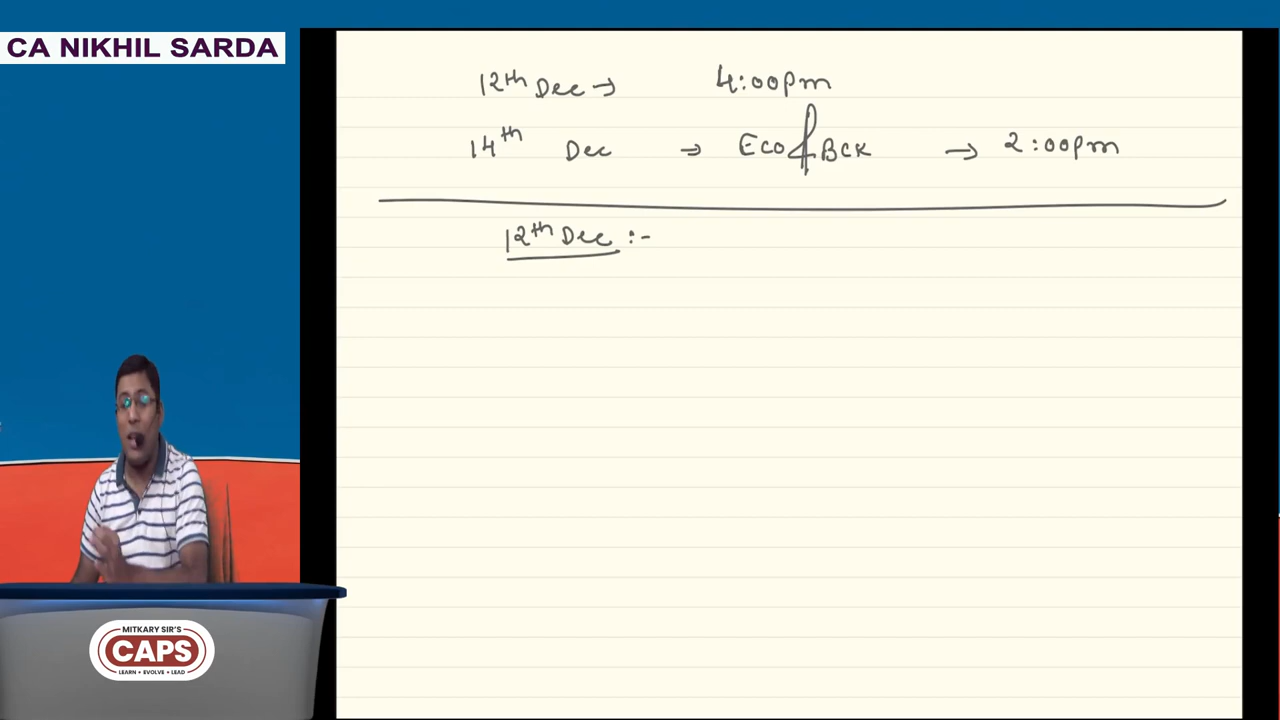 CA NIKHIL SARDA
12th Dec → 4:00pm
14th Dec → Eco & BCK → 2:00pm
12th Dec :-
MITKARY SIR'S
CAPS
LEARN • EVOLVE • LEAD